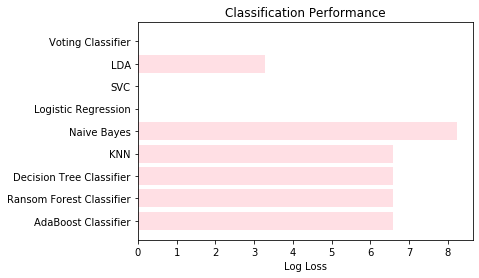 Classification Performance
Voting Classifier
LDA
SVC
Logistic Regression
Naive Bayes
KNN
Decision Tree Classifier
Ransom Forest Classifier
AdaBoost Classifier
0 1 2 3 4 5 6 7 8
Log Loss